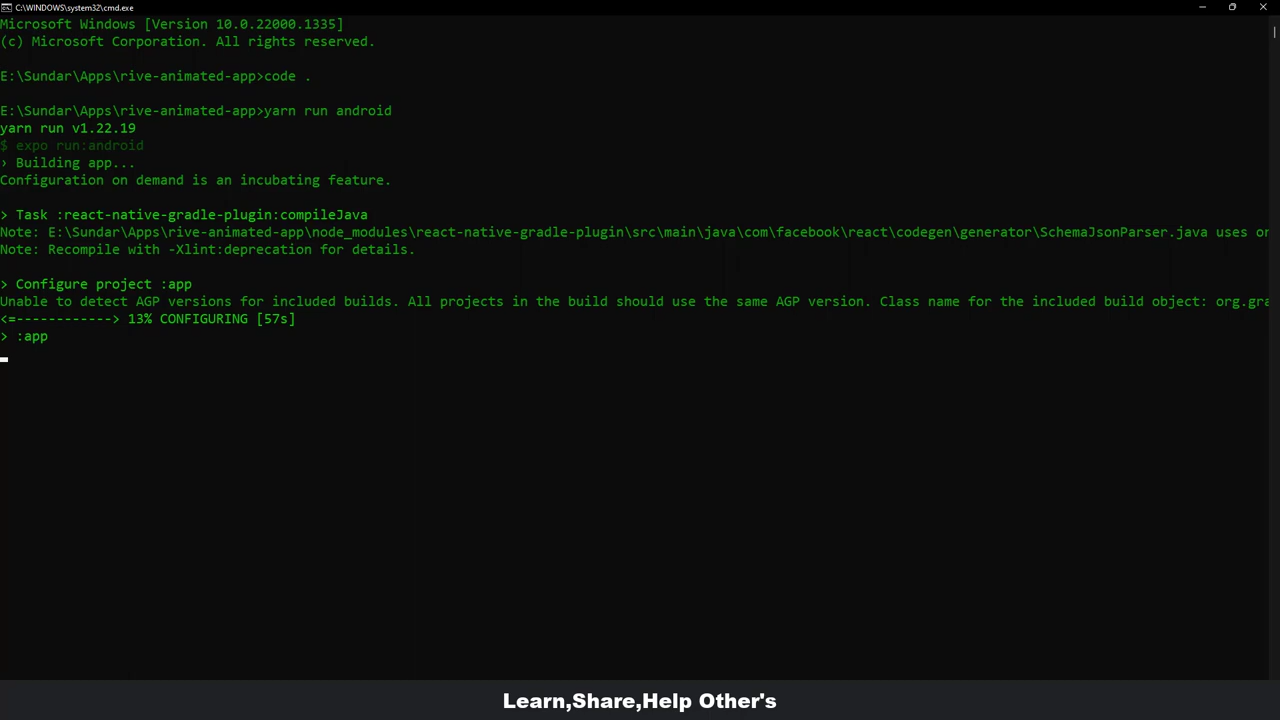 C:\WINDOWS\system32\cmd.exe
Microsoft Windows [Version 10.0.22000.1335]
(c) Microsoft Corporation. All rights reserved.
E:\Sundar\Apps\rive-animated-app>code .
E:\Sundar\Apps\rive-animated-app>yarn run android
yarn run v1.22.19
$ expo run:android
› Building app...
Configuration on demand is an incubating feature.
> Task :react-native-gradle-plugin:compileJava
Note: E:\Sundar\Apps\rive-animated-app\node_modules\react-native-gradle-plugin\src\main\java\com\facebook\react\codegen\generator\SchemaJsonParser.java uses or
Note: Recompile with -Xlint:deprecation for details.
> Configure project :app
Unable to detect AGP versions for included builds. All projects in the build should use the same AGP version. Class name for the included build object: org.gra
<=------------> 13% CONFIGURING [57s]
> :app
Learn,Share,Help Other's